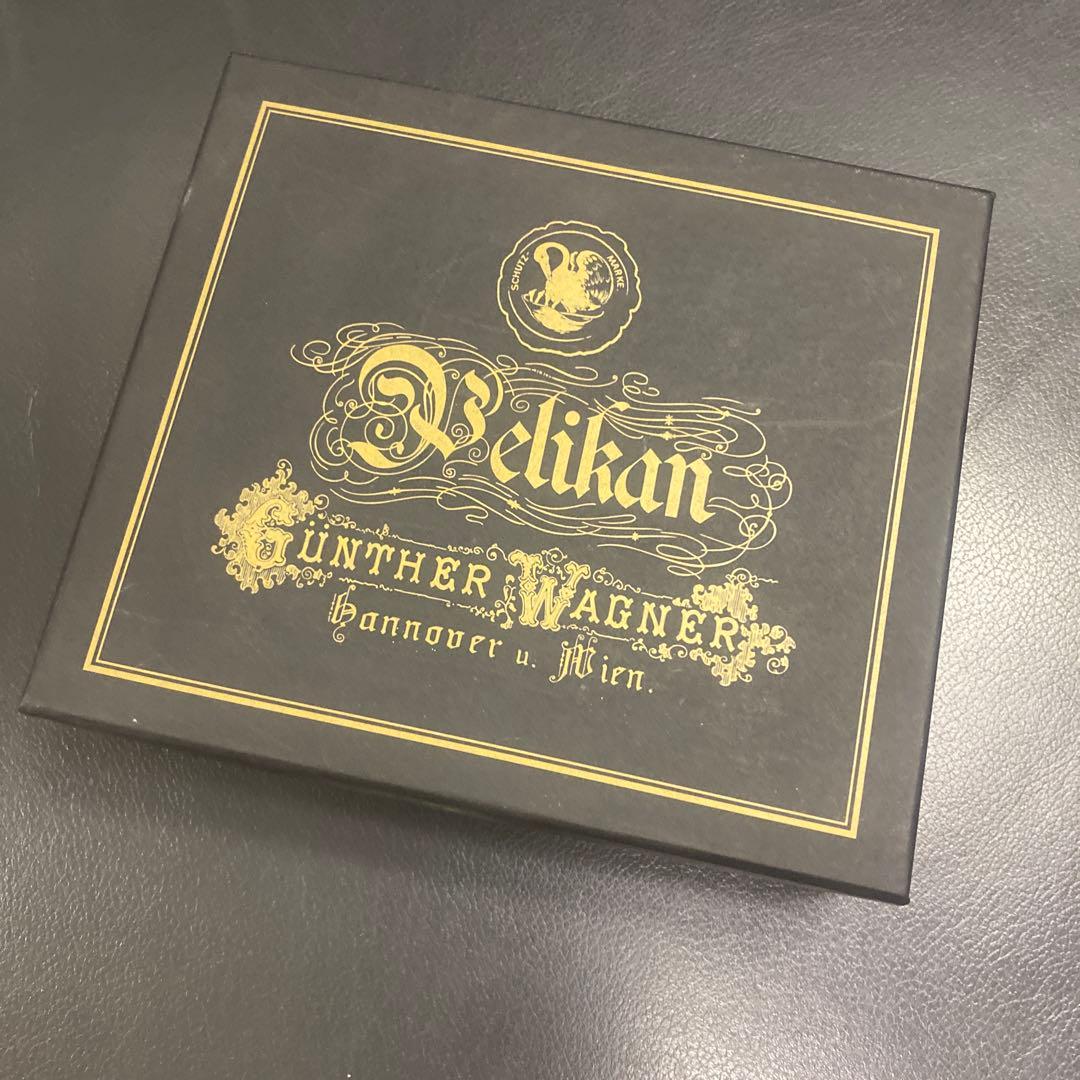 SCHUTZ-MARKE.
Pelikan
GÜNTHER WAGNER
Hannover u. Wien.